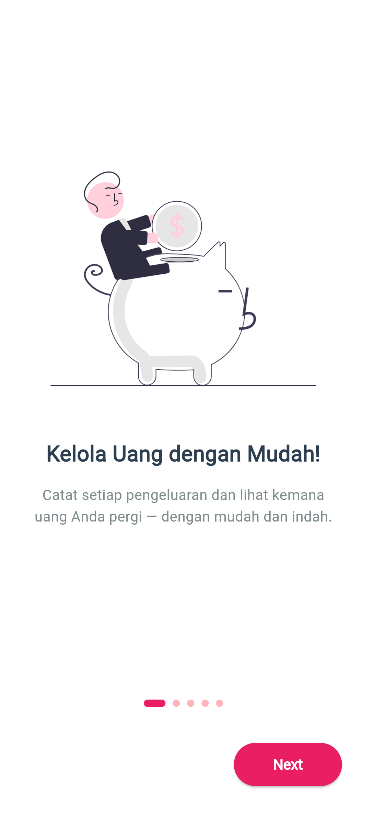 $
Kelola Uang dengan Mudah!
Catat setiap pengeluaran dan lihat kemana
uang Anda pergi — dengan mudah dan indah.
Next